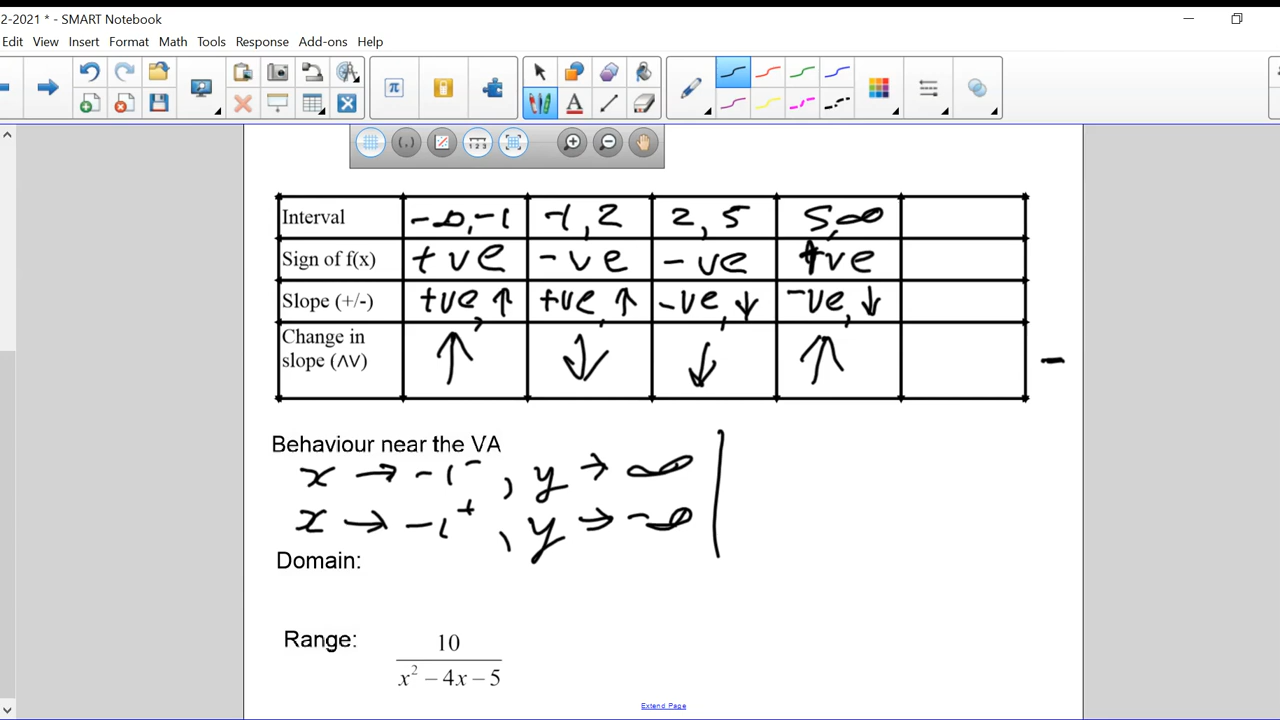 2-2021 * - SMART Notebook
Edit View Insert Format Math Tools Response Add-ons Help
Interval -∞,-1 -1,2 2,5 5,∞
Sign of f(x) +ve -ve -ve +ve
Slope (+/-) +ve,↑ +ve,↑ -ve,↓ -ve,↓
Change in
slope (∧∨) ↑ ↓ ↓ ↑
-
Behaviour near the VA
x → -1⁻, y → ∞
x → -1⁺, y → -∞
Domain:
Range:
10
x² − 4x − 5
Extend Page